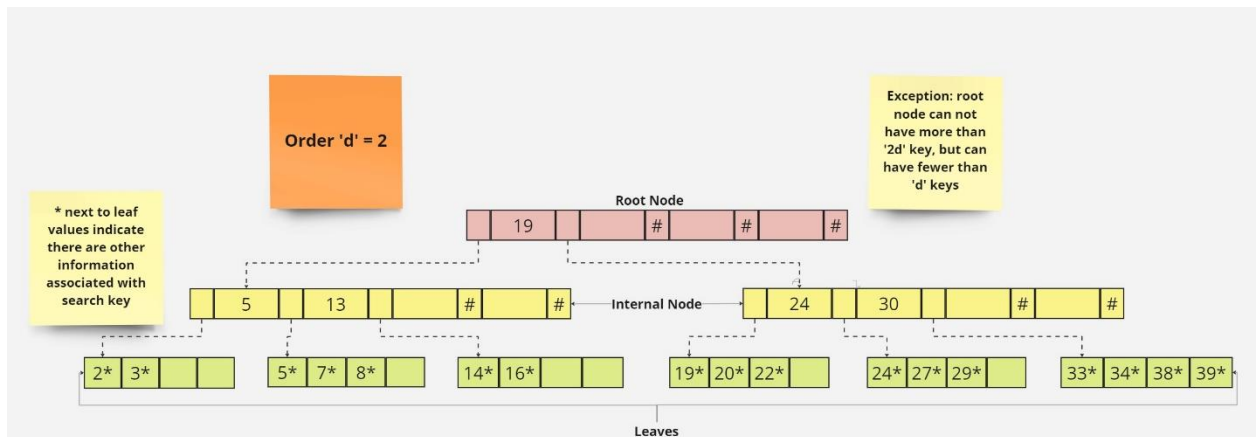 Order 'd' = 2
Exception: root
node can not
have more than
'2d' key, but can
have fewer than
'd' keys
* next to leaf
values indicate
there are other
information
associated with
search key
Root Node
19 # # #
5 13 # #
Internal Node
24 30 # #
2* 3*
5* 7* 8*
14* 16*
19* 20* 22*
24* 27* 29*
33* 34* 38* 39*
Leaves